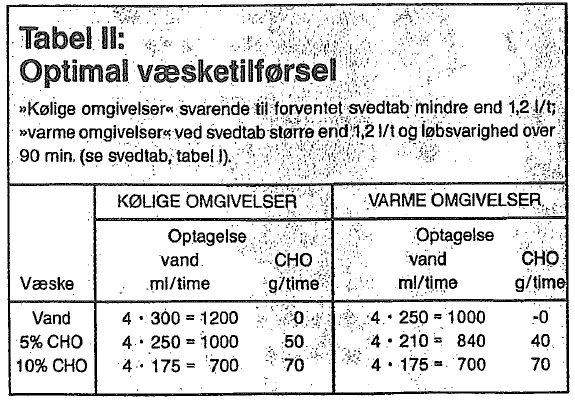 Tabel II:
Optimal væsketilførsel
»Kølige omgivelser« svarende til forventet svedtab mindre end 1,2 l/t;
»varme omgivelser« ved svedtab større end 1,2 l/t og løbsvarighed over
90 min. (se svedtab, tabel I).
KØLIGE OMGIVELSER VARME OMGIVELSER
Optagelse Optagelse
vand CHO vand CHO
Væske ml/time g/time ml/time g/time
Vand 4 · 300 = 1200 0 4 · 250 = 1000 -0
5% CHO 4 · 250 = 1000 50 4 · 210 = 840 40
10% CHO 4 · 175 = 700 70 4 · 175 = 700 70